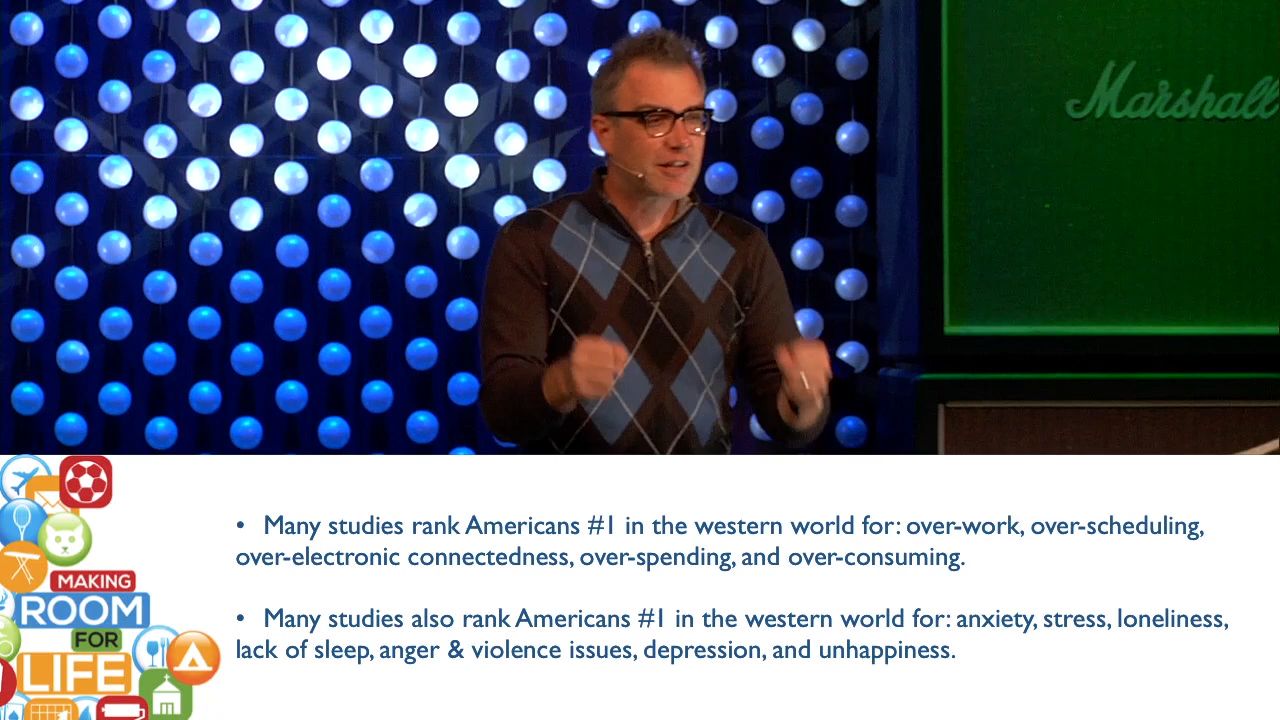 Marshall
• Many studies rank Americans #1 in the western world for: over-work, over-scheduling,
over-electronic connectedness, over-spending, and over-consuming.
• Many studies also rank Americans #1 in the western world for: anxiety, stress, loneliness,
lack of sleep, anger & violence issues, depression, and unhappiness.
MAKING
ROOM
FOR
LIFE